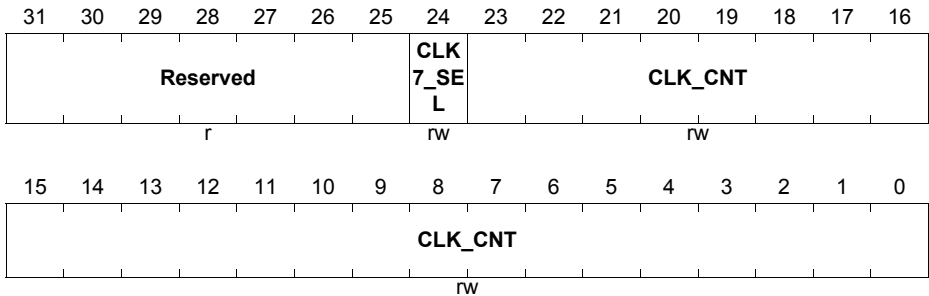 31 30 29 28 27 26 25 24 23 22 21 20 19 18 17 16
Reserved
CLK
7_SE
L
CLK_CNT
r rw rw
15 14 13 12 11 10 9 8 7 6 5 4 3 2 1 0
CLK_CNT
rw